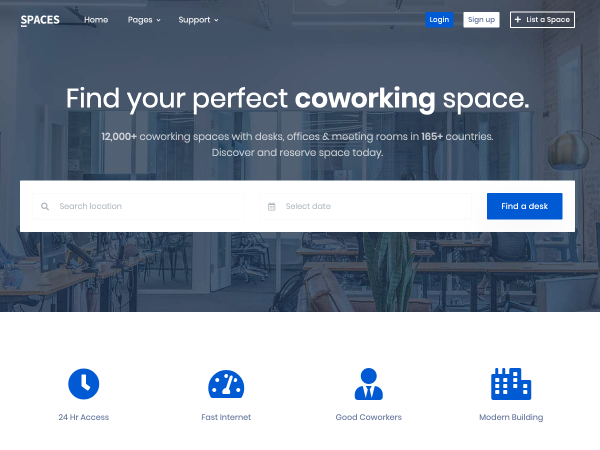 SPACES
Home
Pages
Support
Login
Sign up
+ List a Space
Find your perfect coworking space.
12,000+ coworking spaces with desks, offices & meeting rooms in 165+ countries.
Discover and reserve space today.
Search location
Select date
Find a desk
24 Hr Access
Fast Internet
Good Coworkers
Modern Building